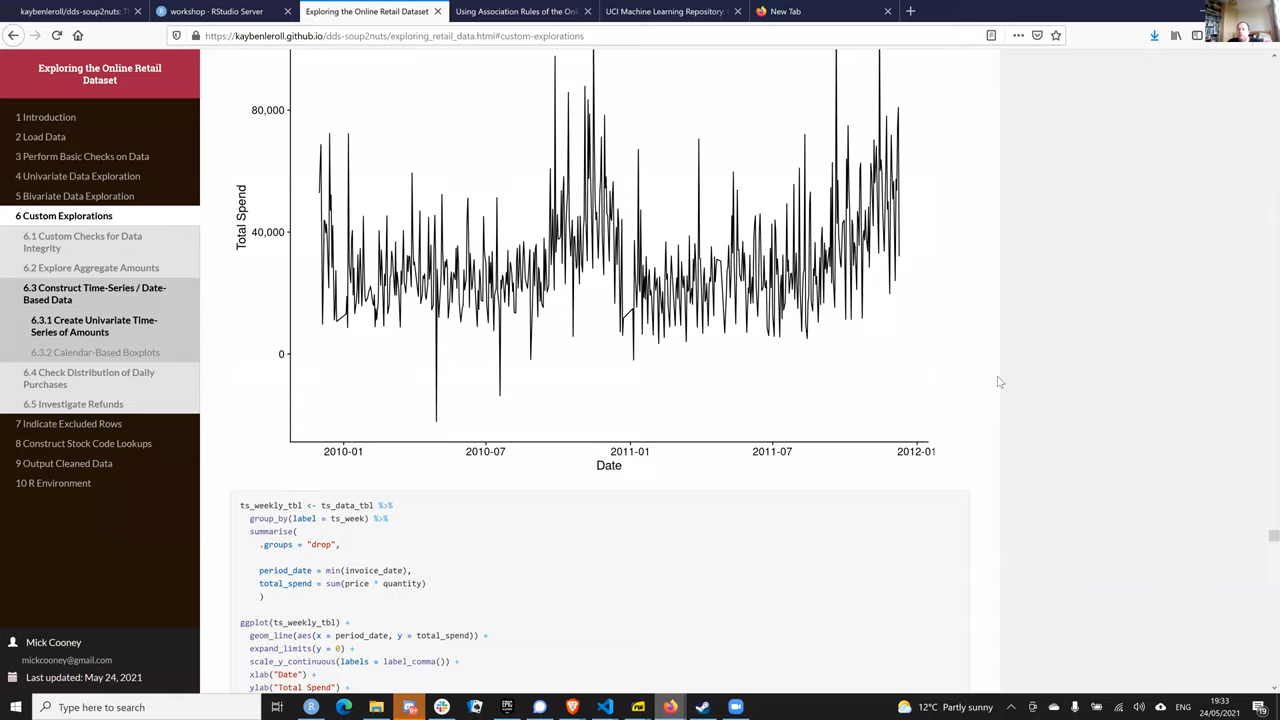 kaybenleroll/dds-soup2nuts: Th
workshop - RStudio Server
Exploring the Online Retail Dataset
Using Association Rules of the Onl
UCI Machine Learning Repository:
New Tab
https://kaybenleroll.github.io/dds-soup2nuts/exploring_retail_data.html#custom-explorations
Exploring the Online Retail
Dataset
1 Introduction
2 Load Data
3 Perform Basic Checks on Data
4 Univariate Data Exploration
5 Bivariate Data Exploration
6 Custom Explorations
6.1 Custom Checks for Data
Integrity
6.2 Explore Aggregate Amounts
6.3 Construct Time-Series / Date-
Based Data
6.3.1 Create Univariate Time-
Series of Amounts
6.3.2 Calendar-Based Boxplots
6.4 Check Distribution of Daily
Purchases
6.5 Investigate Refunds
7 Indicate Excluded Rows
8 Construct Stock Code Lookups
9 Output Cleaned Data
10 R Environment
Mick Cooney
mickcooney@gmail.com
Last updated: May 24, 2021
80,000
40,000
0
Total Spend
2010-01
2010-07
2011-01
2011-07
2012-01
Date
ts_weekly_tbl <- ts_data_tbl %>%
group_by(label = ts_week) %>%
summarise(
.groups = "drop",
period_date = min(invoice_date),
total_spend = sum(price * quantity)
)
ggplot(ts_weekly_tbl) +
geom_line(aes(x = period_date, y = total_spend)) +
expand_limits(y = 0) +
scale_y_continuous(labels = label_comma()) +
xlab("Date") +
ylab("Total Spend") +
Type here to search
12°C Partly sunny
19:33
24/05/2021